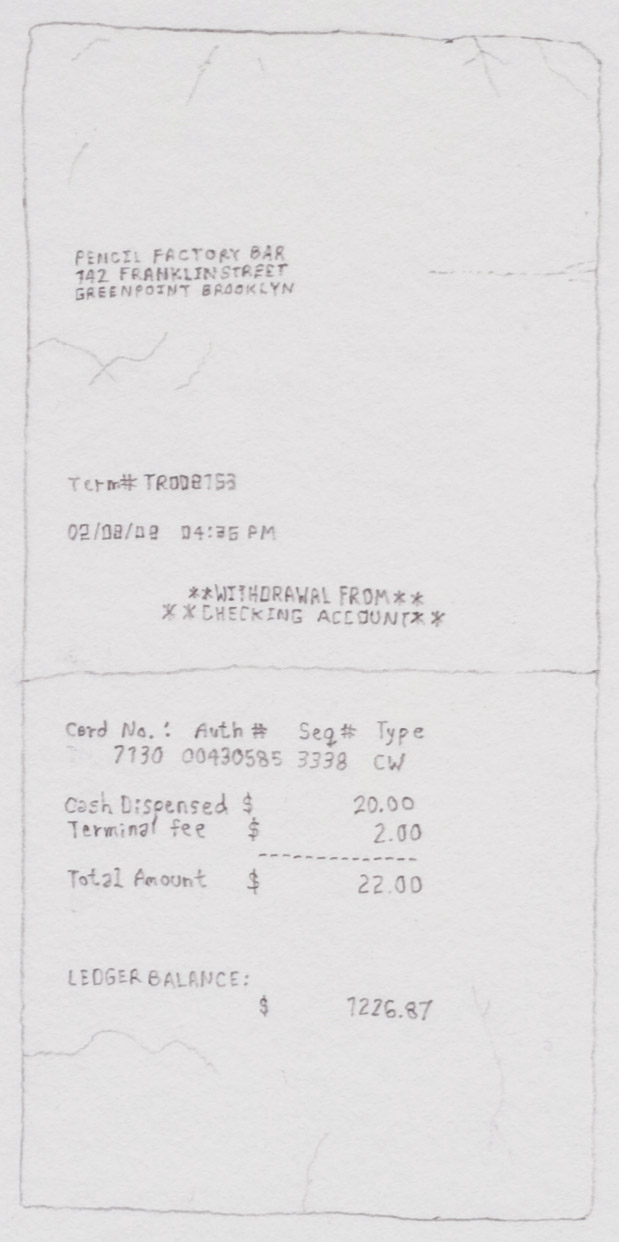 PENCIL FACTORY BAR
142 FRANKLIN STREET
GREENPOINT BROOKLYN
Term# TR008153
02/08/08 04:36 PM
**WITHDRAWAL FROM**
**CHECKING ACCOUNT**
Card No.: Auth # Seq# Type
7130 00430585 3338 CW
Cash Dispensed $ 20.00
Terminal fee $ 2.00
Total Amount $ 22.00
LEDGER BALANCE:
$ 1226.87